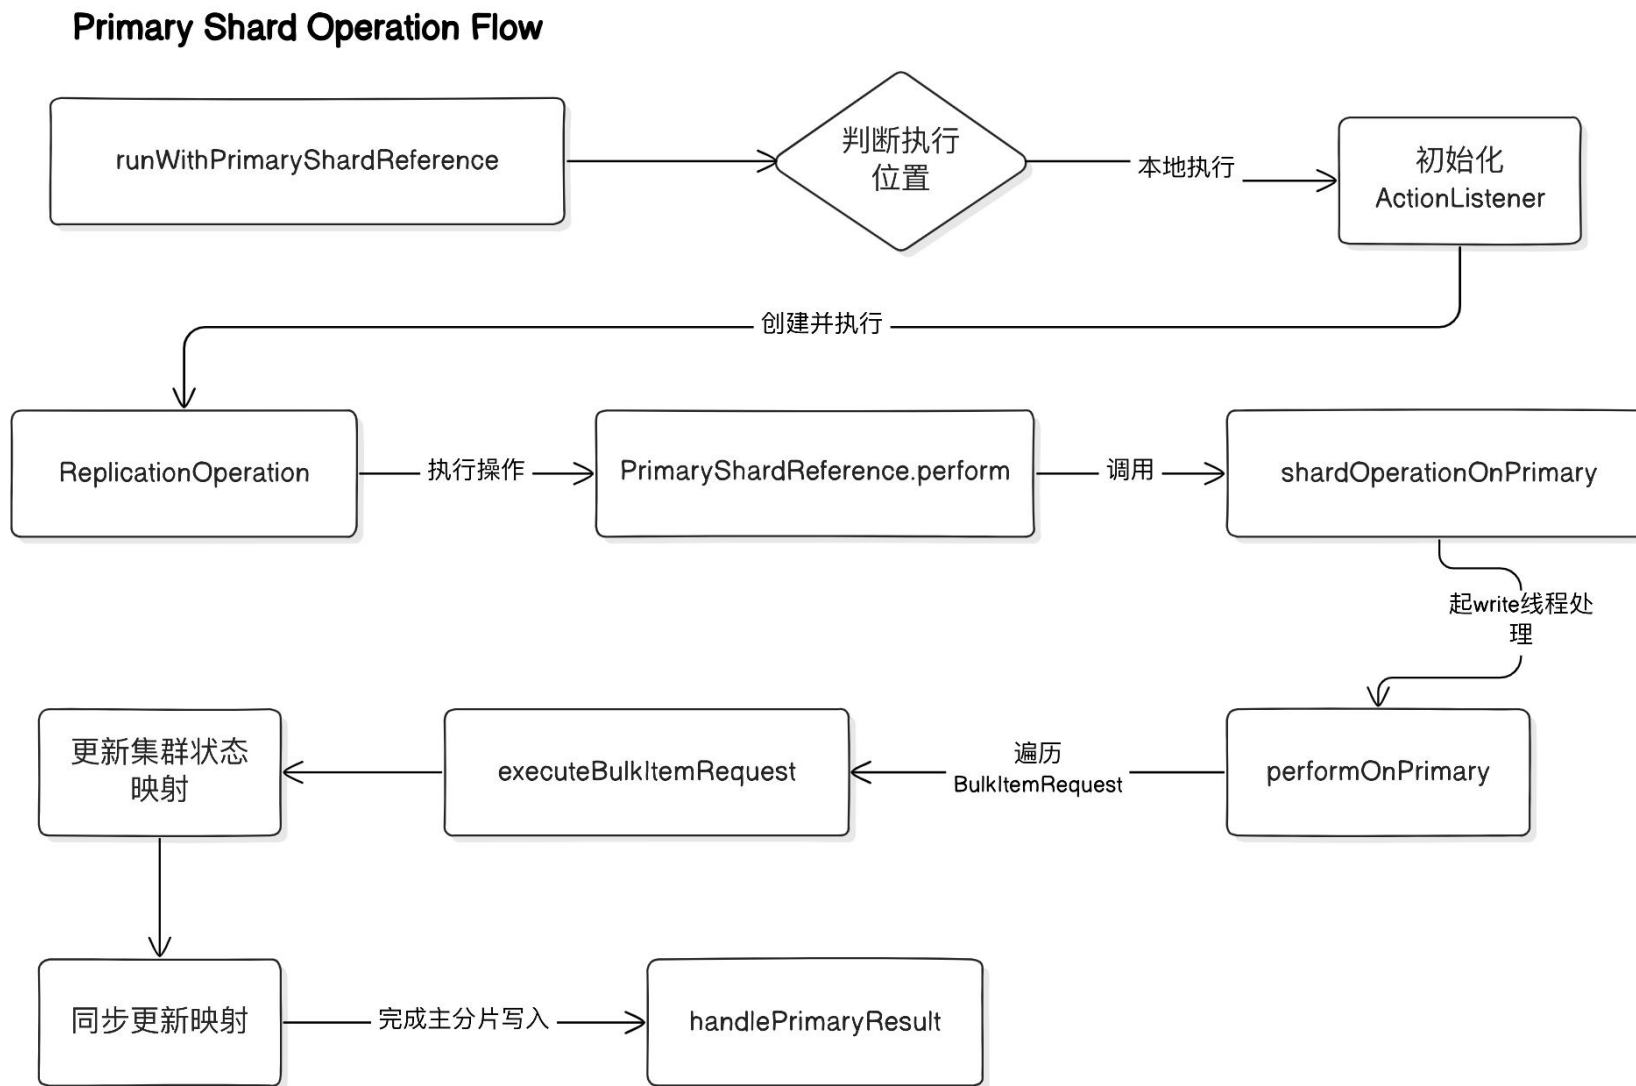 Primary Shard Operation Flow
runWithPrimaryShardReference
判断执行
位置
本地执行
初始化
ActionListener
创建并执行
ReplicationOperation
执行操作
PrimaryShardReference.perform
调用
shardOperationOnPrimary
起write线程处
理
更新集群状态
映射
executeBulkItemRequest
遍历
BulkItemRequest
performOnPrimary
同步更新映射
完成主分片写入
handlePrimaryResult